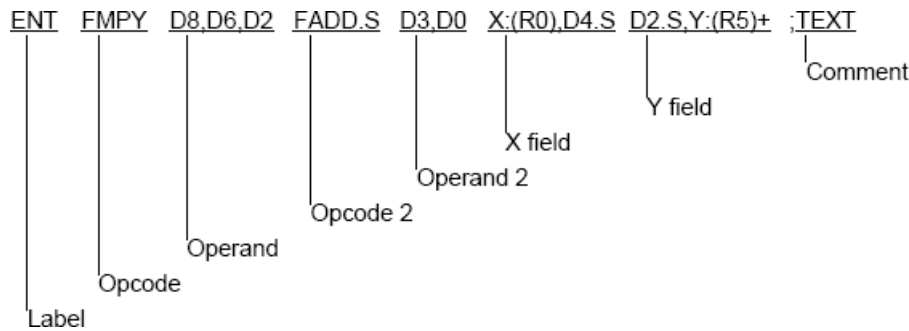 ENT FMPY D8,D6,D2 FADD.S D3,D0 X:(R0),D4.S D2.S,Y:(R5)+ ;TEXT
Comment
Y field
X field
Operand 2
Opcode 2
Operand
Opcode
Label